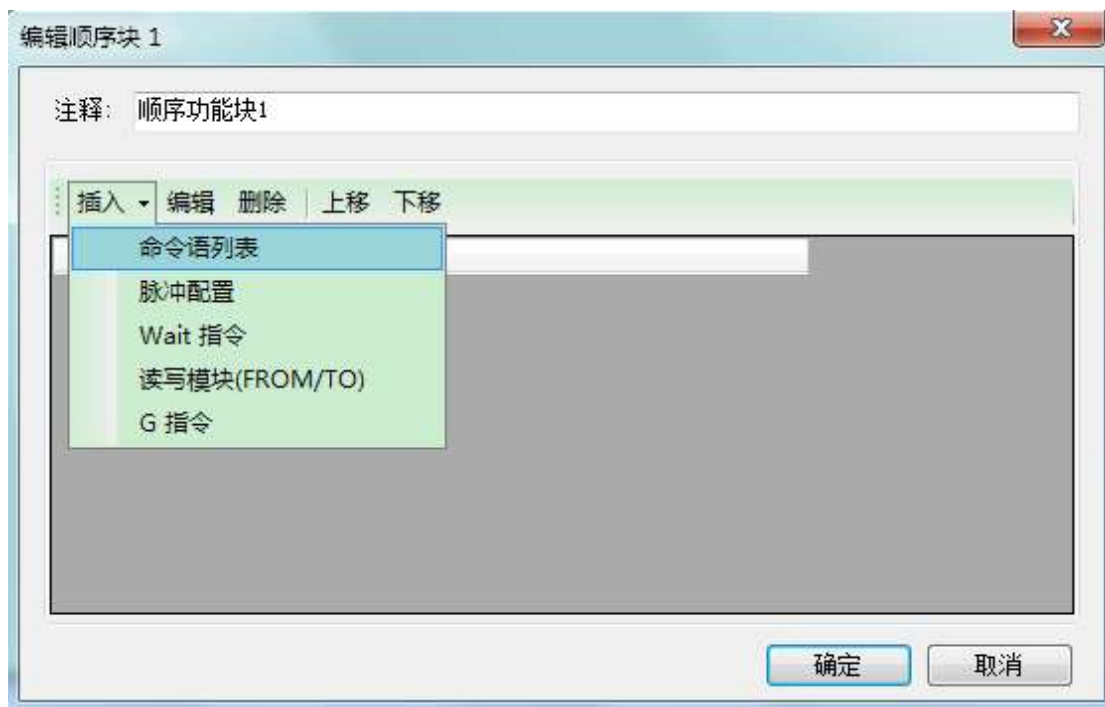 编辑顺序块 1
注释: 顺序功能块1
插入 编辑 删除 上移 下移
命令语列表
脉冲配置
Wait 指令
读写模块(FROM/TO)
G 指令
确定 取消